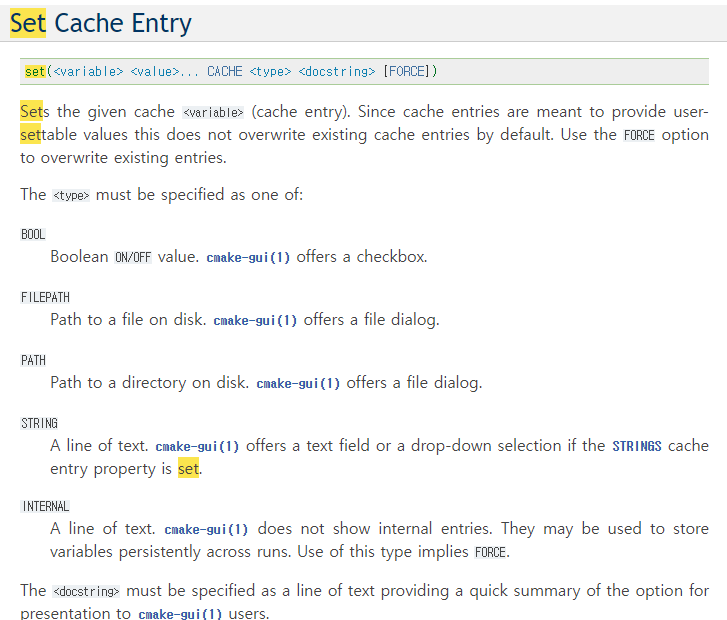 Set Cache Entry
set(<variable> <value>... CACHE <type> <docstring> [FORCE])
Sets the given cache <variable> (cache entry). Since cache entries are meant to provide user-
settable values this does not overwrite existing cache entries by default. Use the FORCE option
to overwrite existing entries.
The <type> must be specified as one of:
BOOL
Boolean ON/OFF value. cmake-gui(1) offers a checkbox.
FILEPATH
Path to a file on disk. cmake-gui(1) offers a file dialog.
PATH
Path to a directory on disk. cmake-gui(1) offers a file dialog.
STRING
A line of text. cmake-gui(1) offers a text field or a drop-down selection if the STRINGS cache
entry property is set.
INTERNAL
A line of text. cmake-gui(1) does not show internal entries. They may be used to store
variables persistently across runs. Use of this type implies FORCE.
The <docstring> must be specified as a line of text providing a quick summary of the option for
presentation to cmake-gui(1) users.